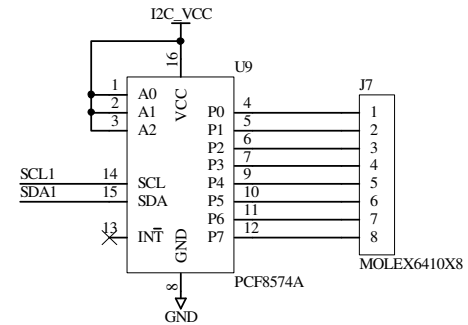 I2C_VCC
16
U9
J7
1 A0 VCC P0 4 1
2 A1 P1 5 2
3 A2 P2 6 3
P3 7 4
SCL1 14 SCL P4 9 5
SDA1 15 SDA P5 10 6
P6 11 7
13 INT P7 12 8
GND
8
PCF8574A
MOLEX6410X8
GND